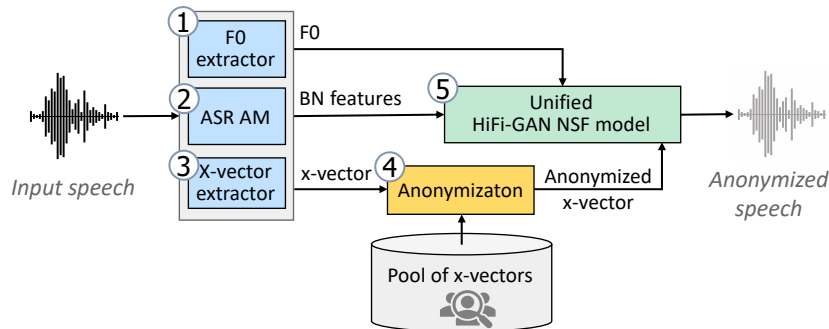 1
F0
extractor
F0
2
ASR AM
BN features
5
Unified
HiFi-GAN NSF model
3
X-vector
extractor
x-vector
4
Anonymizaton
Anonymized
x-vector
Input speech
Anonymized
speech
Pool of x-vectors